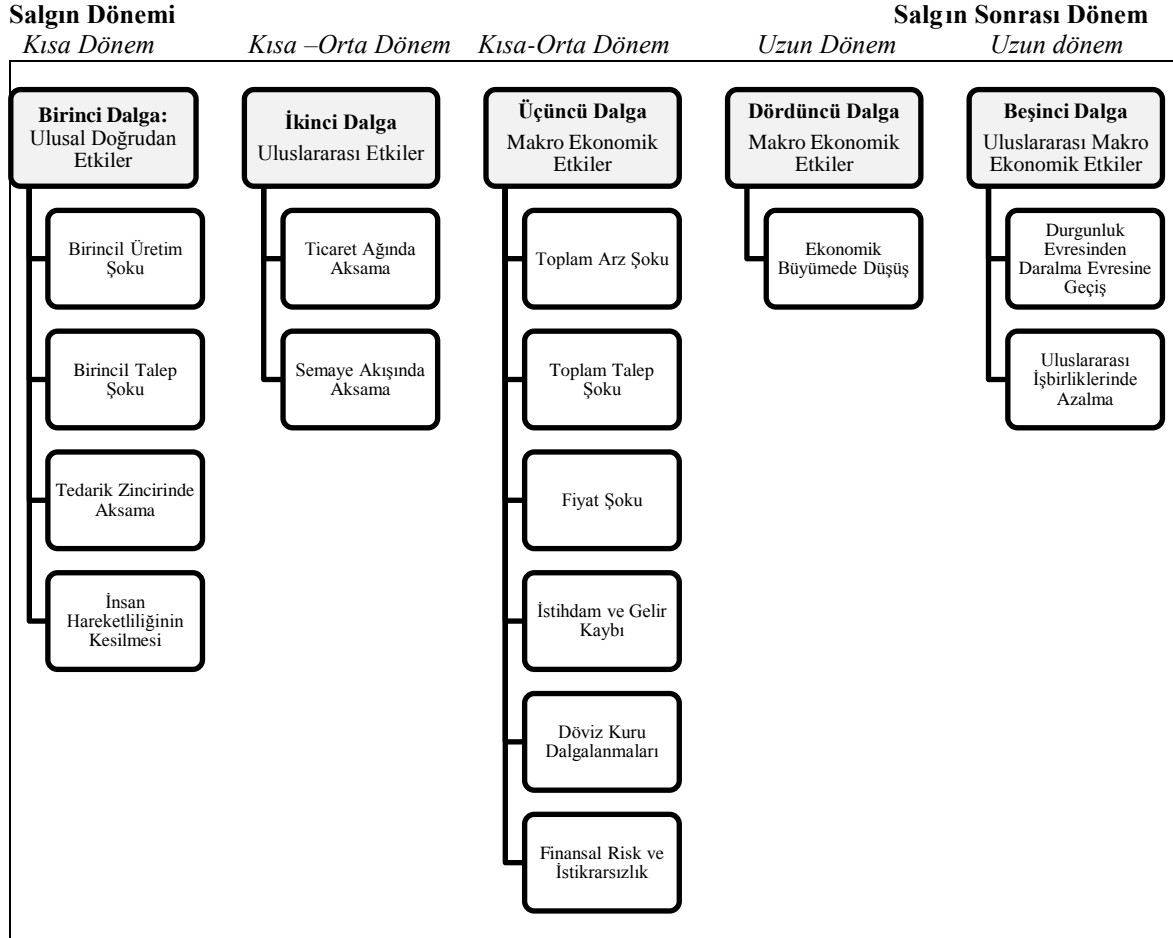 Salgın Dönemi
Salgın Sonrası Dönem
Kısa Dönem
Kısa –Orta Dönem
Kısa-Orta Dönem
Uzun Dönem
Uzun dönem
Birinci Dalga:
Ulusal Doğrudan
Etkiler
Birincil Üretim
Şoku
Birincil Talep
Şoku
Tedarik Zincirinde
Aksama
İnsan
Hareketliliğinin
Kesilmesi
İkinci Dalga
Uluslararası Etkiler
Ticaret Ağında
Aksama
Semaye Akışında
Aksama
Üçüncü Dalga
Makro Ekonomik
Etkiler
Toplam Arz Şoku
Toplam Talep
Şoku
Fiyat Şoku
İstihdam ve Gelir
Kaybı
Döviz Kuru
Dalgalanmaları
Finansal Risk ve
İstikrarsızlık
Dördüncü Dalga
Makro Ekonomik
Etkiler
Ekonomik
Büyümede Düşüş
Beşinci Dalga
Uluslararası Makro
Ekonomik Etkiler
Durgunluk
Evresinden
Daralma Evresine
Geçiş
Uluslararası
İşbirliklerinde
Azalma